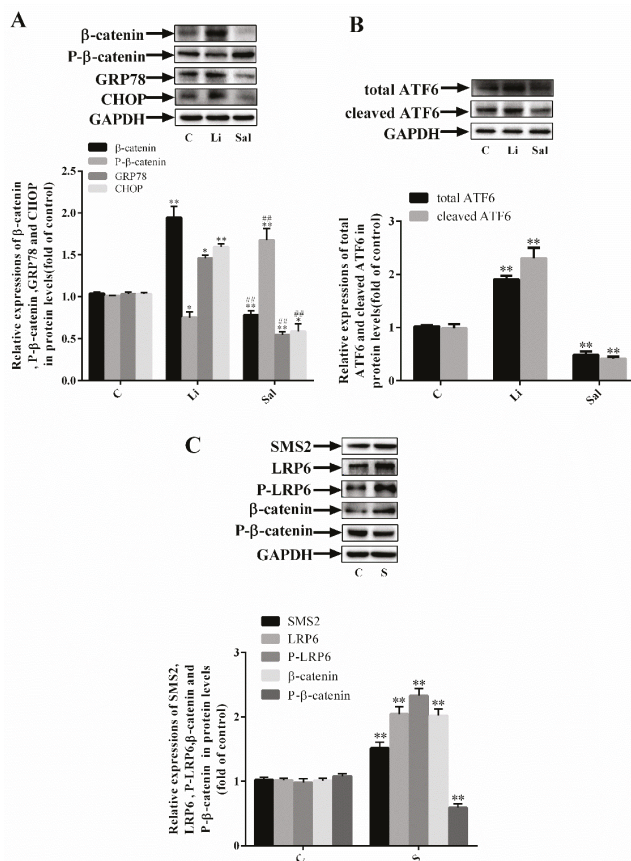 A
β-catenin
P-β-catenin
GRP78
CHOP
GAPDH
C Li Sal
β-catenin
P-β-catenin
GRP78
CHOP
Relative expressions of β-catenin
, P-β-catenin ,GRP78 and CHOP
in protein levels(fold of control)
2.5
2.0
1.5
1.0
0.5
0.0
**
*
*
**
##
**
##
**
##
**
##
*
C Li Sal
B
total ATF6
cleaved ATF6
GAPDH
C Li Sal
total ATF6
cleaved ATF6
Relative expressions of total
ATF6 and cleaved ATF6 in
protein levels(fold of control)
3
2
1
0
**
**
**
**
C Li Sal
C
SMS2
LRP6
P-LRP6
β-catenin
P-β-catenin
GAPDH
C S
SMS2
LRP6
P-LRP6
β-catenin
P-β-catenin
Relative expressions of SMS2,
LRP6 , P-LRP6,β-catenin and
P-β-catenin in protein levels
(fold of control)
3
2
1
0
**
**
**
**
**